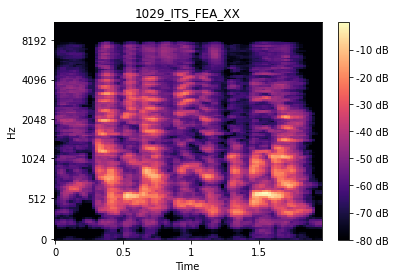 1029_ITS_FEA_XX
8192
4096
2048
1024
512
0
Hz
0
0.5
1
1.5
Time
-10 dB
-20 dB
-30 dB
-40 dB
-50 dB
-60 dB
-70 dB
-80 dB